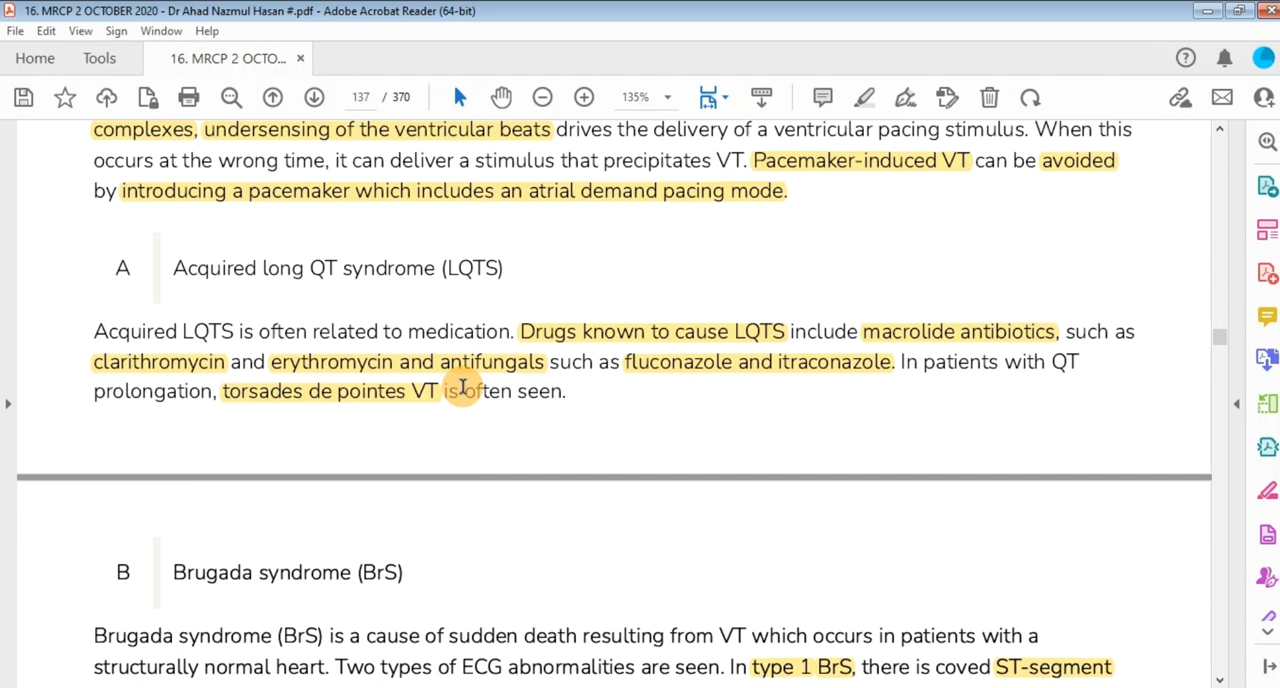 16. MRCP 2 OCTOBER 2020 - Dr Ahad Nazmul Hasan #.pdf - Adobe Acrobat Reader (64-bit)
File Edit View Sign Window Help
Home Tools 16. MRCP 2 OCTO... ×
137 / 370 135%
complexes, undersensing of the ventricular beats drives the delivery of a ventricular pacing stimulus. When this
occurs at the wrong time, it can deliver a stimulus that precipitates VT. Pacemaker-induced VT can be avoided
by introducing a pacemaker which includes an atrial demand pacing mode.
A Acquired long QT syndrome (LQTS)
Acquired LQTS is often related to medication. Drugs known to cause LQTS include macrolide antibiotics, such as
clarithromycin and erythromycin and antifungals such as fluconazole and itraconazole. In patients with QT
prolongation, torsades de pointes VT is often seen.
B Brugada syndrome (BrS)
Brugada syndrome (BrS) is a cause of sudden death resulting from VT which occurs in patients with a
structurally normal heart. Two types of ECG abnormalities are seen. In type 1 BrS, there is coved ST-segment